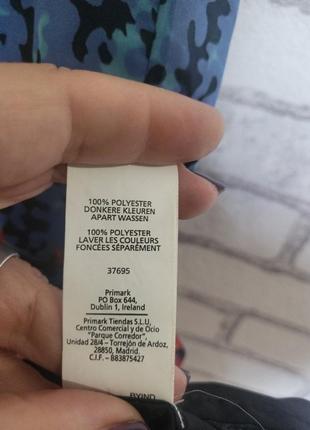 100% POLYESTER
DONKERE KLEUREN
APART WASSEN
100% POLYESTER
LAVER LES COULEURS
FONCÉES SÉPARÉMENT
37695
Primark
PO Box 644,
Dublin 1, Ireland
Primark Tiendas S.L.U,
Centro Comercial y de Ocio
"Parque Corredor",
Unidad 28/4 – Torrejón de Ardoz,
28850, Madrid.
C.I.F. – B83875427